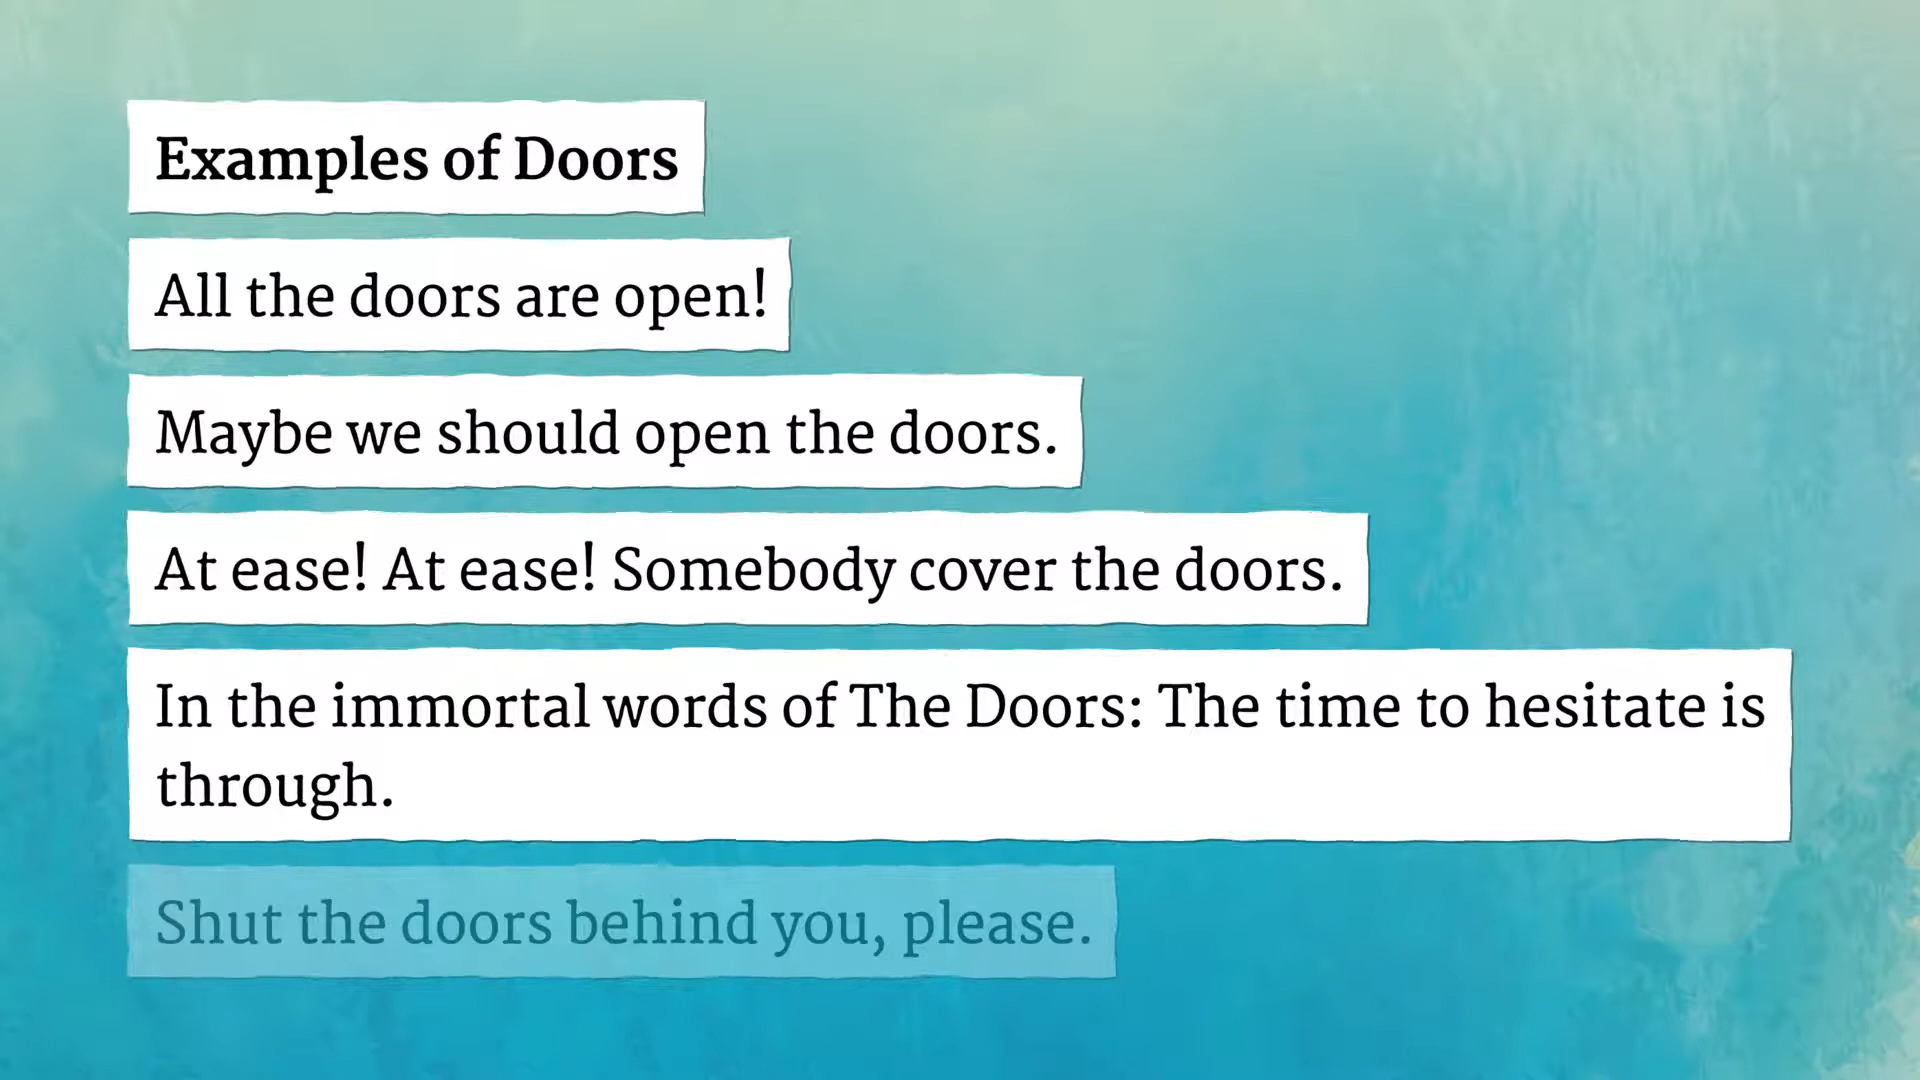 Examples of Doors
All the doors are open!
Maybe we should open the doors.
At ease! At ease! Somebody cover the doors.
In the immortal words of The Doors: The time to hesitate is
through.
Shut the doors behind you, please.